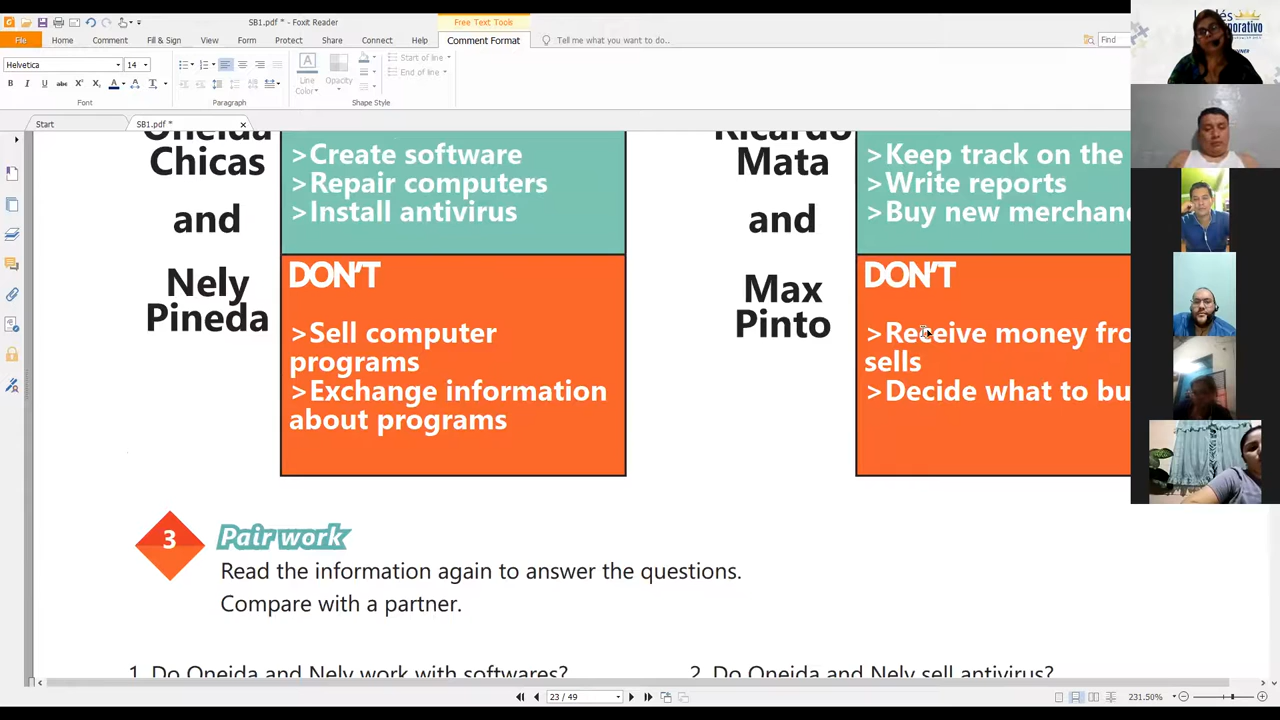 SB1.pdf * - Foxit Reader
Free Text Tools
File Home Comment Fill & Sign View Form Protect Share Connect Help Comment Format Tell me what you want to do... Find
Helvetica 14
Line Color
Opacity
Start of line
End of line
Font Paragraph Shape Style
Start SB1.pdf *
Oneida
Chicas
and
Nely
Pineda
>Create software
>Repair computers
>Install antivirus
DON'T
>Sell computer
programs
>Exchange information
about programs
Ricardo
Mata
and
Max
Pinto
>Keep track on the
>Write reports
>Buy new merchan
DON'T
>Receive money fro
sells
>Decide what to bu
3 Pair work
Read the information again to answer the questions.
Compare with a partner.
1. Do Oneida and Nely work with softwares?
2. Do Oneida and Nely sell antivirus?
23 / 49
231.50%